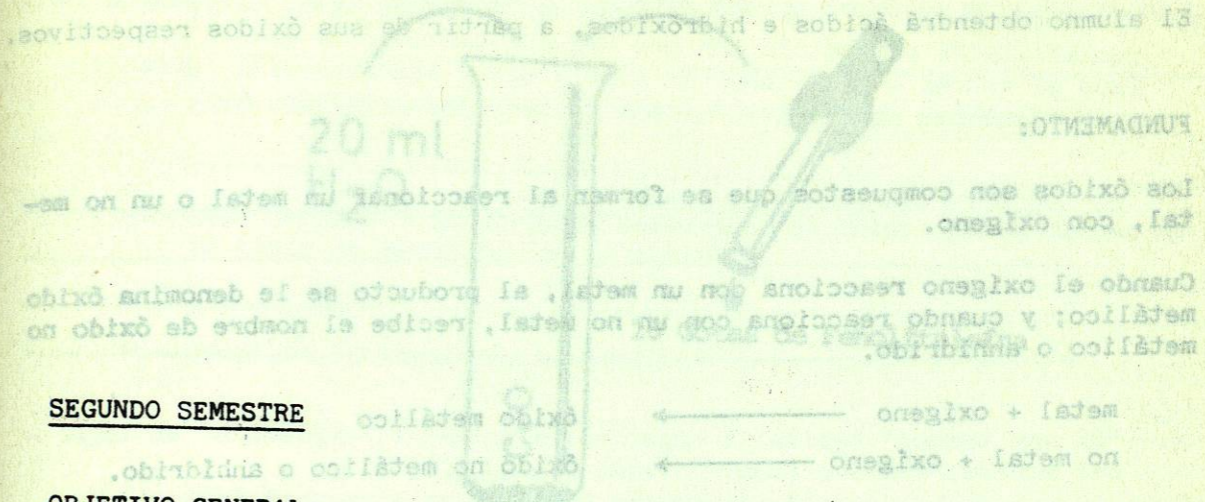 El alumno obtendrá ácidos e hidróxidos, a partir de sus óxidos respectivos.
20 ml
H2O
FUNDAMENTO:
Los óxidos son compuestos que se forman al reaccionar un metal o un no me-
tal, con oxígeno.
Cuando el oxígeno reacciona con un metal, al producto se le denomina óxido
metálico; y cuando reacciona con un no metal, recibe el nombre de óxido no
metálico o anhídrido.
SEGUNDO SEMESTRE
metal + oxígeno → óxido metálico
no metal + oxígeno → óxido no metálico o anhídrido.
OBJETIVO GENERAL